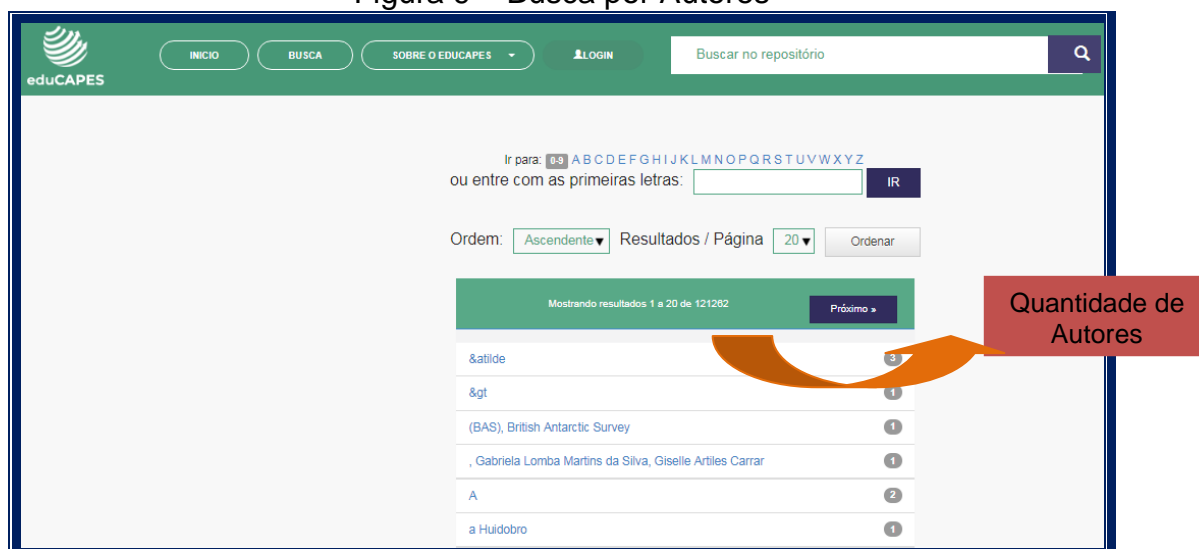 INICIO
BUSCA
SOBRE O EDUCAPES
LOGIN
Buscar no repositório
eduCAPES
Ir para: 0-9 A B C D E F G H I J K L M N O P Q R S T U V W X Y Z
ou entre com as primeiras letras:
IR
Ordem: Ascendente Resultados / Página 20 Ordenar
Mostrando resultados 1 a 20 de 121262
Próximo »
Quantidade de
Autores
&atilde 3
&gt 1
(BAS), British Antarctic Survey 1
, Gabriela Lomba Martins da Silva, Giselle Artiles Carrar 1
A 2
a Huidobro 1